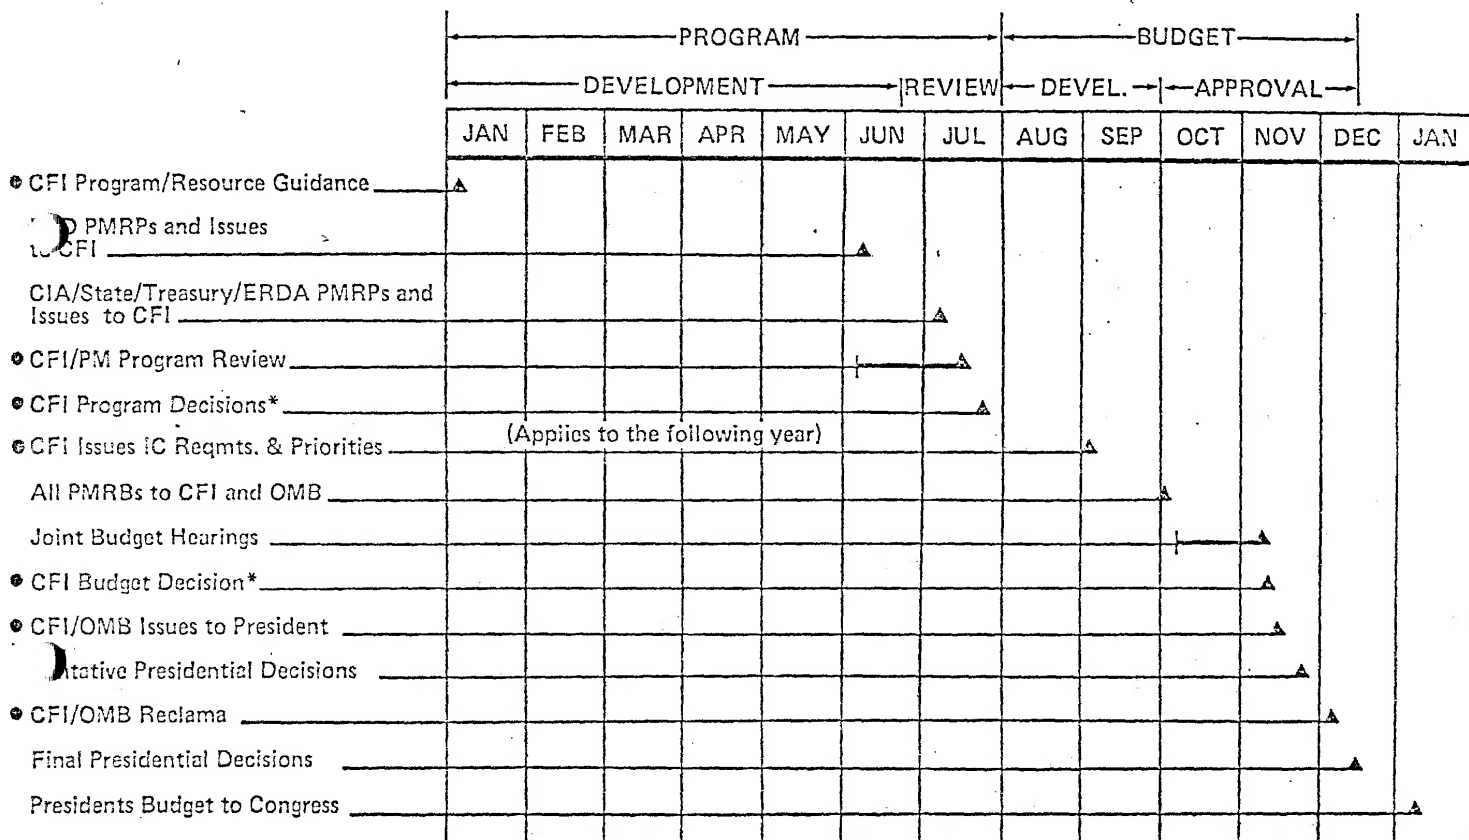 PROGRAM BUDGET
DEVELOPMENT REVIEW DEVEL. APPROVAL
JAN FEB MAR APR MAY JUN JUL AUG SEP OCT NOV DEC JAN
• CFI Program/Resource Guidance
PMRPs and Issues
to CFI
CIA/State/Treasury/ERDA PMRPs and
Issues to CFI
• CFI/PM Program Review
• CFI Program Decisions*
(Applies to the following year)
• CFI Issues IC Reqmts. & Priorities
All PMRBs to CFI and OMB
Joint Budget Hearings
• CFI Budget Decision*
• CFI/OMB Issues to President
Presidential Decisions
• CFI/OMB Reclama
Final Presidential Decisions
Presidents Budget to Congress